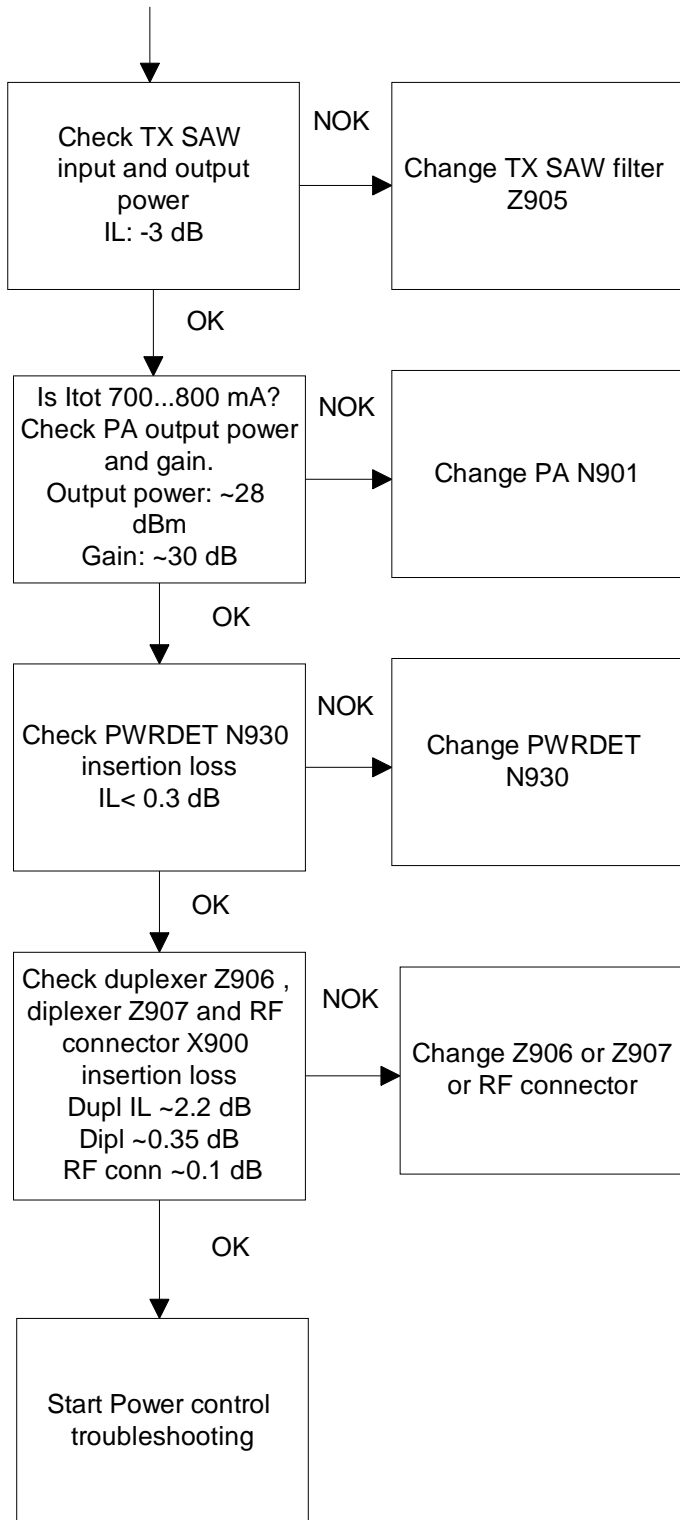 Check TX SAW
input and output
power
IL: -3 dB
NOK
Change TX SAW filter
Z905
OK
Is Itot 700...800 mA?
Check PA output power
and gain.
Output power: ~28
dBm
Gain: ~30 dB
NOK
Change PA N901
OK
Check PWRDET N930
insertion loss
IL< 0.3 dB
NOK
Change PWRDET
N930
OK
Check duplexer Z906 ,
diplexer Z907 and RF
connector X900
insertion loss
Dupl IL ~2.2 dB
Dipl ~0.35 dB
RF conn ~0.1 dB
NOK
Change Z906 or Z907
or RF connector
OK
Start Power control
troubleshooting